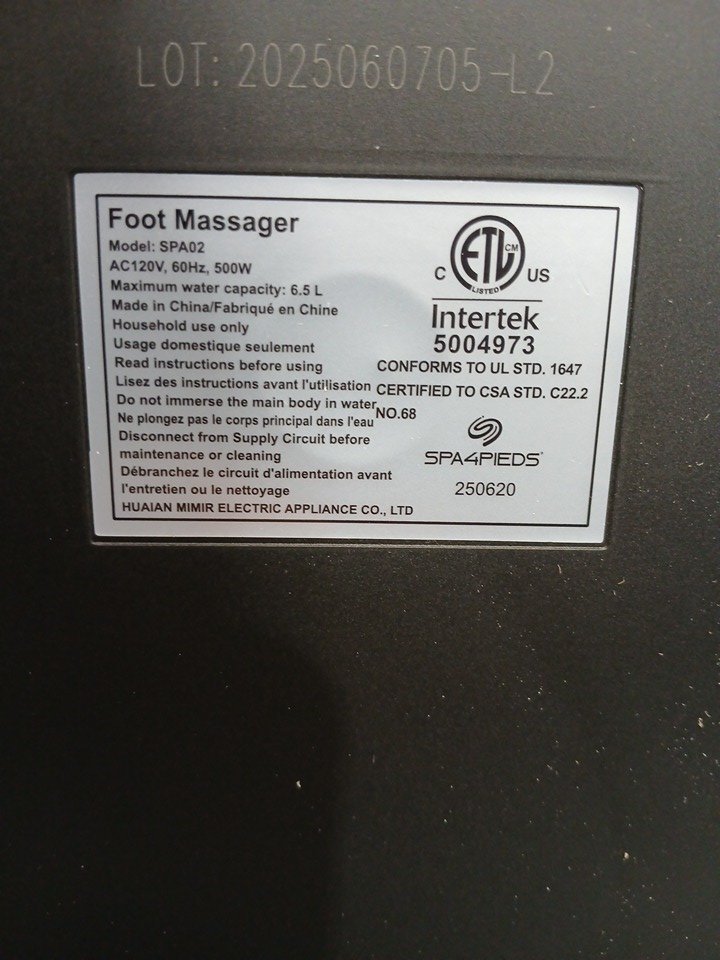 LOT: 2025060705-L2
Foot Massager
Model: SPA02
AC120V, 60Hz, 500W
Maximum water capacity: 6.5 L
Made in China/Fabriqué en Chine
Household use only
Usage domestique seulement
Read instructions before using
Lisez des instructions avant l'utilisation
Do not immerse the main body in water
Ne plongez pas le corps principal dans l'eau
Disconnect from Supply Circuit before
maintenance or cleaning
Débranchez le circuit d'alimentation avant
l'entretien ou le nettoyage
HUAIAN MIMIR ELECTRIC APPLIANCE CO., LTD
ETL CM
C US
LISTED
Intertek
5004973
CONFORMS TO UL STD. 1647
CERTIFIED TO CSA STD. C22.2
NO.68
SPA4PIEDS
250620